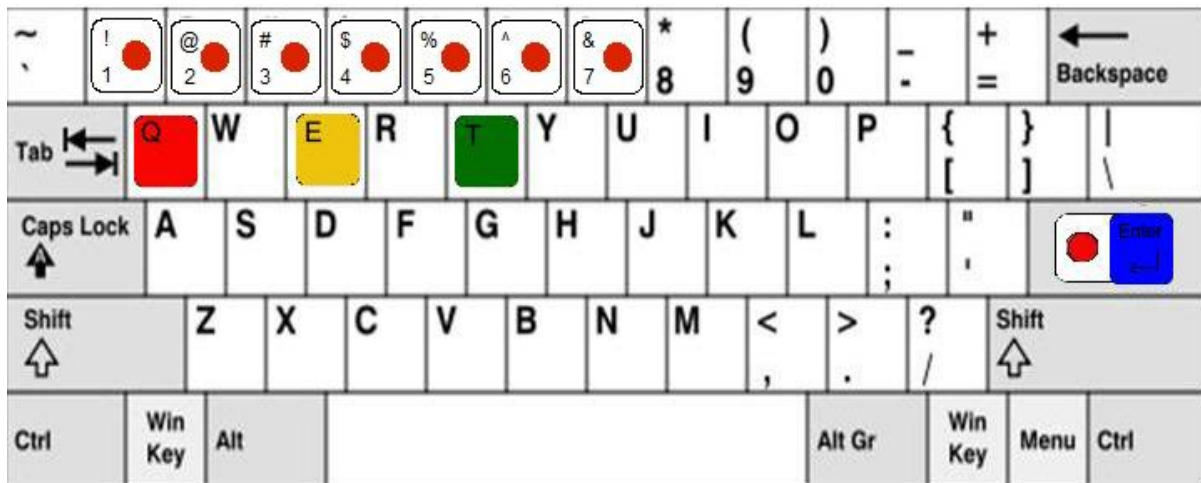 ~ ! @ # $ % ^ & * ( ) _ +
` 1 2 3 4 5 6 7 8 9 0 - = Backspace
Tab Q W E R T Y U I O P { } |
[ ] \
Caps Lock A S D F G H J K L : "
; ' Enter
Shift Z X C V B N M < > ? Shift
, . /
Ctrl Win Key Alt Alt Gr Win Key Menu Ctrl